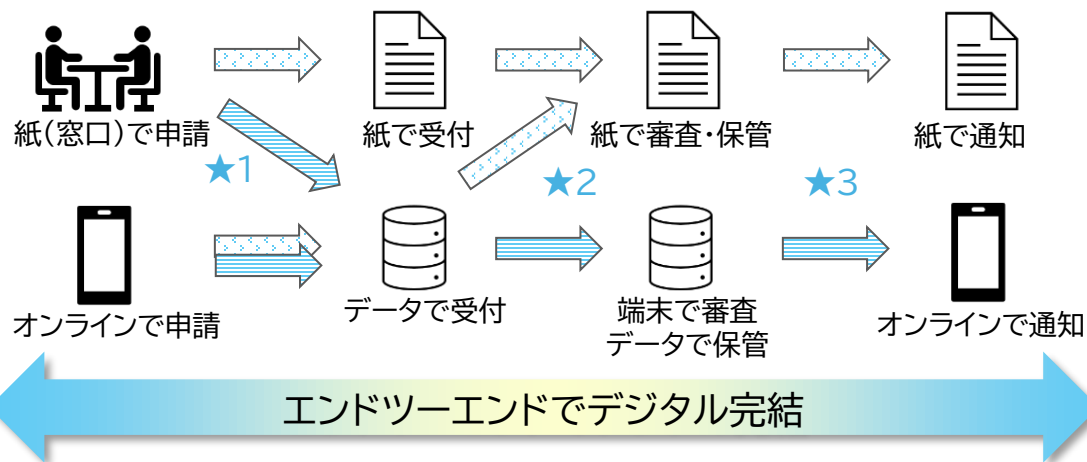 紙(窓口)で申請
紙で受付
紙で審査・保管
紙で通知
★1
★2
★3
オンラインで申請
データで受付
端末で審査
データで保管
オンラインで通知
エンドツーエンドでデジタル完結